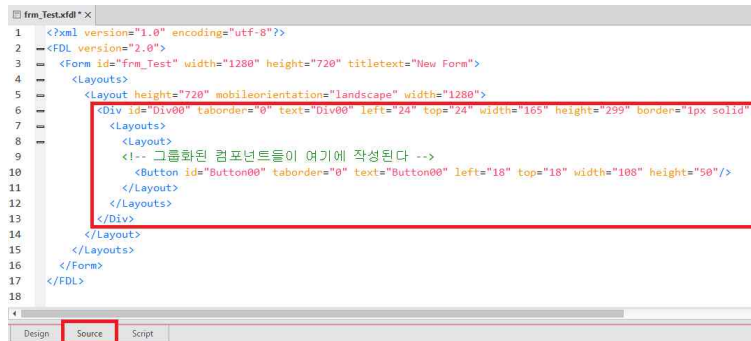 frm_Test.xfdl * ×
1 <?xml version="1.0" encoding="utf-8"?>
2 <FDL version="2.0">
3 <Form id="frm_Test" width="1280" height="720" titletext="New Form">
4 <Layouts>
5 <Layout height="720" mobileorientation="landscape" width="1280">
6 <Div id="Div00" taborder="0" text="Div00" left="24" top="24" width="165" height="299" border="1px solid"
7 <Layouts>
8 <Layout>
9 <!-- 그룹화된 컴포넌트들이 여기에 작성된다 -->
10 <Button id="Button00" taborder="0" text="Button00" left="18" top="18" width="108" height="50"/>
11 </Layout>
12 </Layouts>
13 </Div>
14 </Layout>
15 </Layouts>
16 </Form>
17 </FDL>
18
Design Source Script